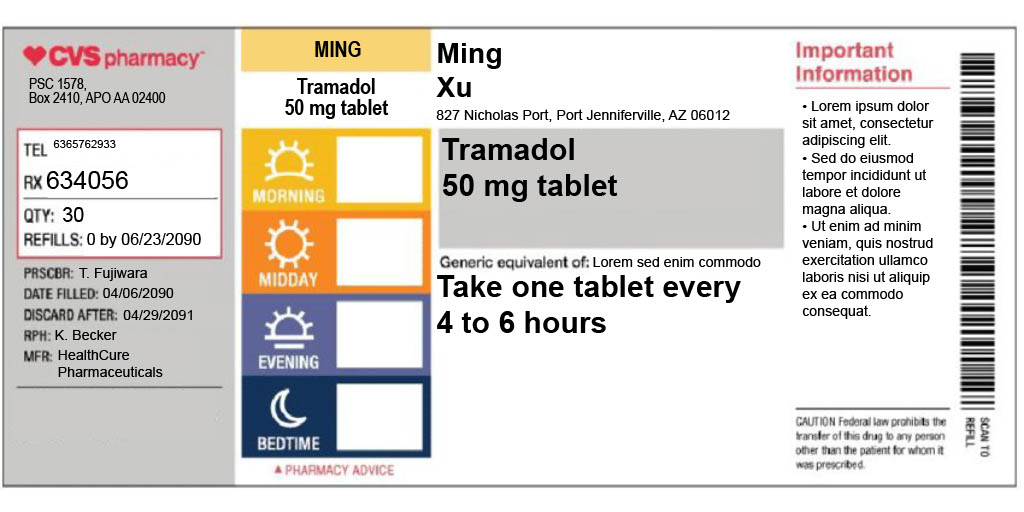 CVS pharmacy
PSC 1578,
Box 2410, APO AA 02400
TEL 6365762933
RX 634056
QTY: 30
REFILLS: 0 by 06/23/2090
PRSCBR: T. Fujiwara
DATE FILLED: 04/06/2090
DISCARD AFTER: 04/29/2091
RPH: K. Becker
MFR: HealthCure
Pharmaceuticals
MING
Tramadol
50 mg tablet
MORNING
MIDDAY
EVENING
BEDTIME
▲ PHARMACY ADVICE
Ming
Xu
827 Nicholas Port, Port Jenniferville, AZ 06012
Tramadol
50 mg tablet
Generic equivalent of: Lorem sed enim commodo
Take one tablet every
4 to 6 hours
Important
Information
• Lorem ipsum dolor
sit amet, consectetur
adipiscing elit.
• Sed do eiusmod
tempor incididunt ut
labore et dolore
magna aliqua.
• Ut enim ad minim
veniam, quis nostrud
exercitation ullamco
laboris nisi ut aliquip
ex ea commodo
consequat.
CAUTION Federal law prohibits the
transfer of this drug to any person
other than the patient for whom it
was prescribed.
SCAN TO
REFILL